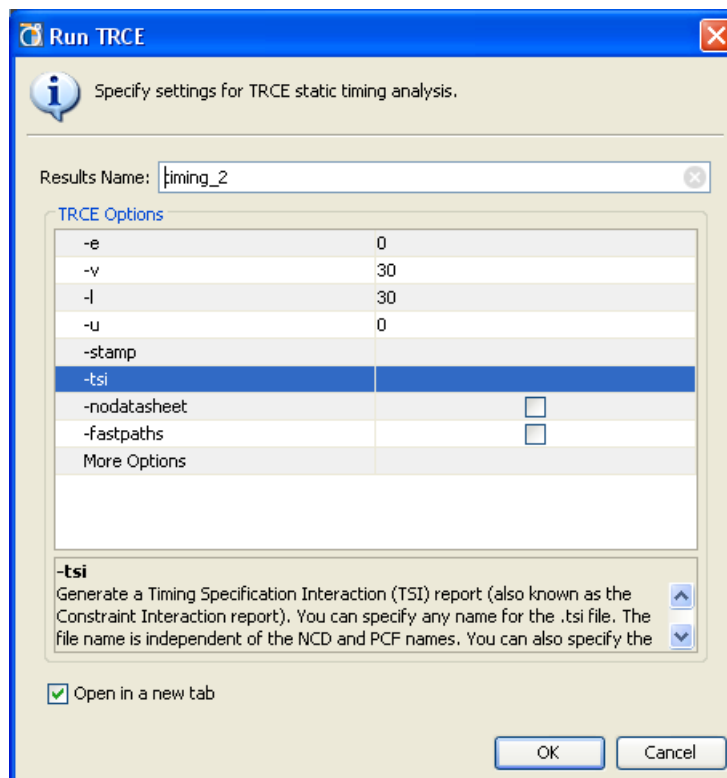 Run TRCE
Specify settings for TRCE static timing analysis.
Results Name: timing_2
TRCE Options
-e 0
-v 30
-l 30
-u 0
-stamp
-tsi
-nodatasheet
-fastpaths
More Options
-tsi
Generate a Timing Specification Interaction (TSI) report (also known as the
Constraint Interaction report). You can specify any name for the .tsi file. The
file name is independent of the NCD and PCF names. You can also specify the
Open in a new tab
OK Cancel